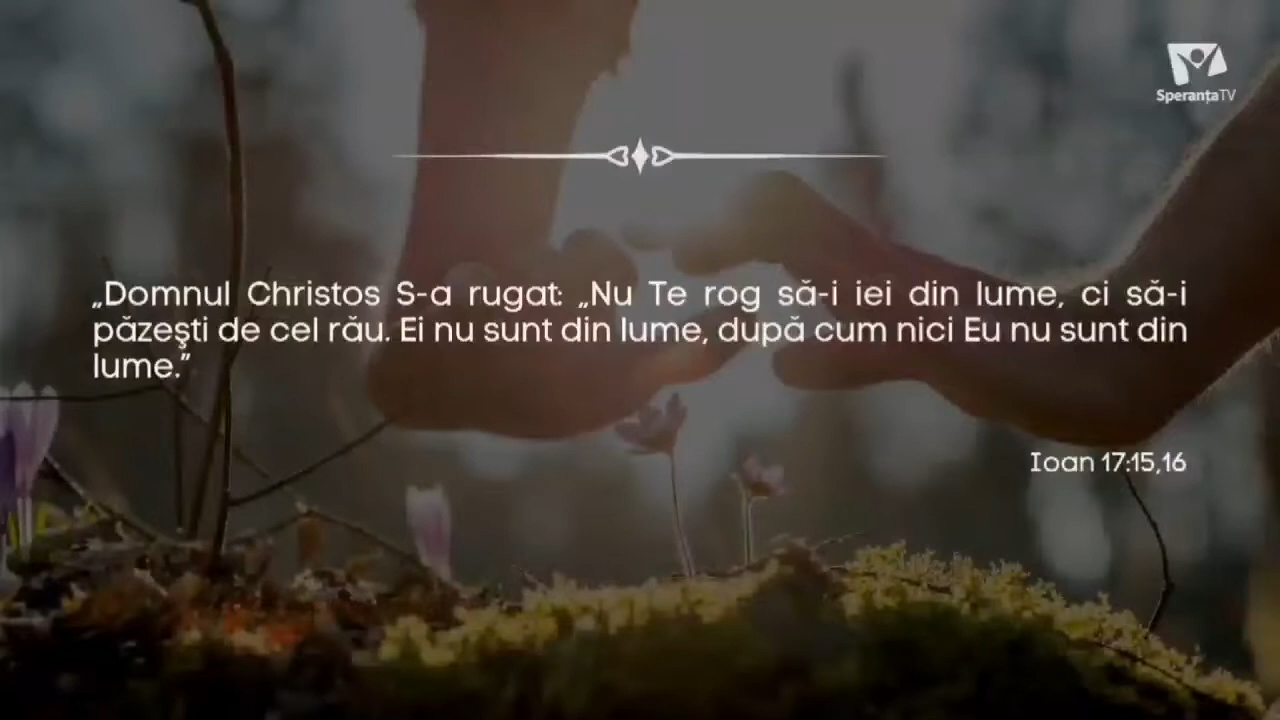 SperanțaTV
„Domnul Christos S-a rugat: „Nu Te rog să-i iei din lume, ci să-i
păzeşti de cel rău. Ei nu sunt din lume, după cum nici Eu nu sunt din
lume.”
Ioan 17:15,16